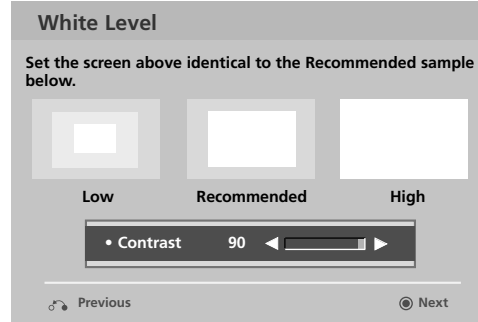 White Level
Set the screen above identical to the Recommended sample
below.
Low Recommended High
• Contrast 90
Previous Next